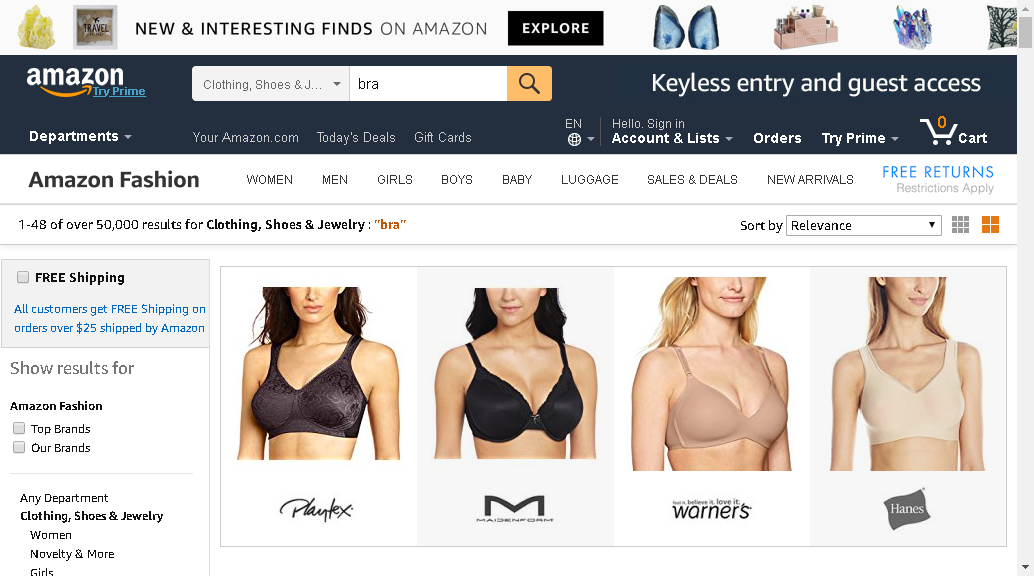 TRAVEL
FUND
NEW & INTERESTING FINDS ON AMAZON
EXPLORE
amazon
Try Prime
Clothing, Shoes & J...
bra
Keyless entry and guest access
Departments
Your Amazon.com
Today's Deals
Gift Cards
EN
Hello. Sign in
Account & Lists
Orders
Try Prime
0
Cart
Amazon Fashion
WOMEN
MEN
GIRLS
BOYS
BABY
LUGGAGE
SALES & DEALS
NEW ARRIVALS
FREE RETURNS
Restrictions Apply
1-48 of over 50,000 results for Clothing, Shoes & Jewelry : "bra"
Sort by Relevance
FREE Shipping
All customers get FREE Shipping on
orders over $25 shipped by Amazon
Show results for
Amazon Fashion
Top Brands
Our Brands
Any Department
Clothing, Shoes & Jewelry
Women
Novelty & More
Girls
Playtex
MAIDENFORM
feel it. believe it. love it.
warner's
Hanes